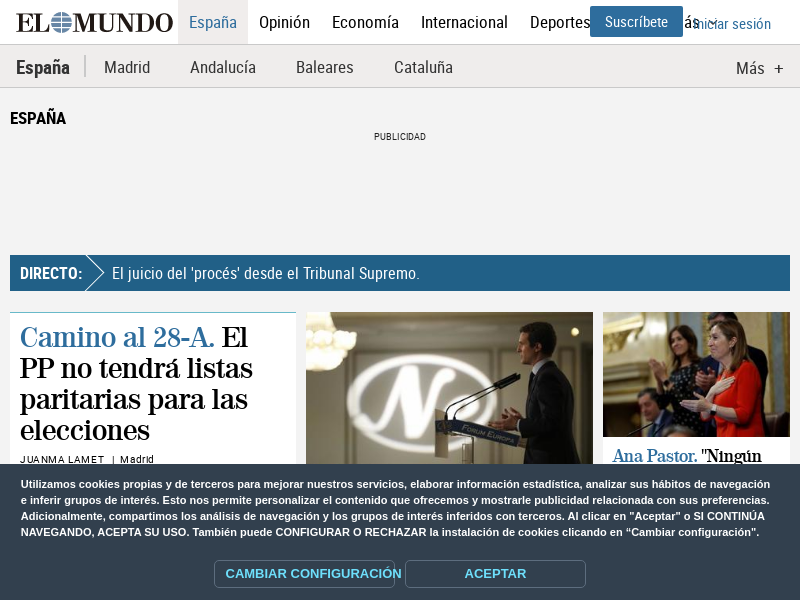 EL MUNDO España Opinión Economía Internacional Deportes Suscríbete Iniciar sesión
España Madrid Andalucía Baleares Cataluña Más +
ESPAÑA
PUBLICIDAD
DIRECTO: El juicio del 'procés' desde el Tribunal Supremo.
Camino al 28-A. El
PP no tendrá listas
paritarias para las
elecciones
JUANMA LAMET | Madrid
N
FORUM EUROPA
Ana Pastor. "Ningún
Utilizamos cookies propias y de terceros para mejorar nuestros servicios, elaborar información estadística, analizar sus hábitos de navegación
e inferir grupos de interés. Esto nos permite personalizar el contenido que ofrecemos y mostrarle publicidad relacionada con sus preferencias.
Adicionalmente, compartimos los análisis de navegación y los grupos de interés inferidos con terceros. Al clicar en "Aceptar" o SI CONTINÚA
NAVEGANDO, ACEPTA SU USO. También puede CONFIGURAR O RECHAZAR la instalación de cookies clicando en “Cambiar configuración".
CAMBIAR CONFIGURACIÓN ACEPTAR